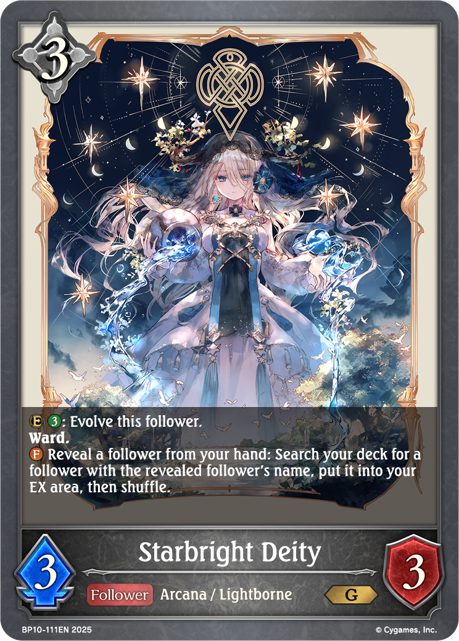 3
E 3: Evolve this follower.
Ward.
F Reveal a follower from your hand: Search your deck for a
follower with the revealed follower's name, put it into your
EX area, then shuffle.
Starbright Deity
3
Follower Arcana / Lightborne
G
3
BP10-111EN 2025
© Cygames, Inc.